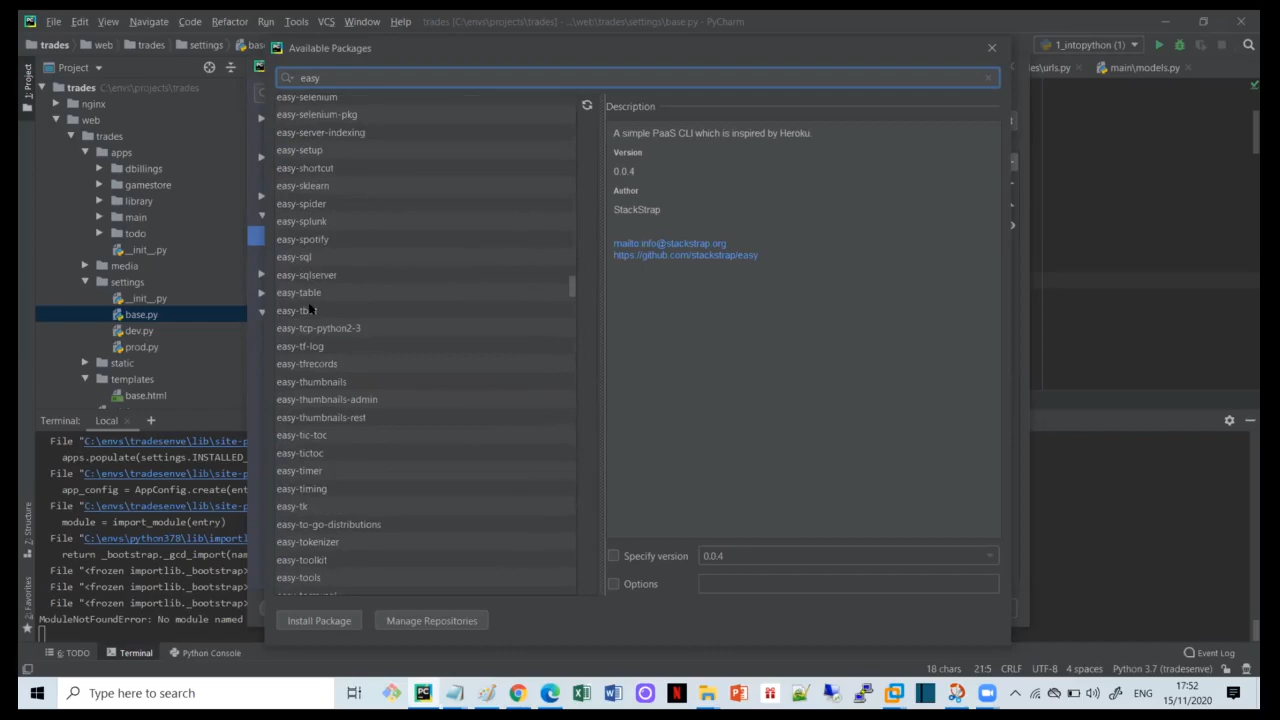 File Edit View Navigate Code Refactor Run Tools VCS Window Help trades [C:\envs\projects\trades] - ...\web\trades\settings\base.py - PyCharm
trades web trades settings bas
Available Packages
1_intopython (1)
Project
es\urls.py main\models.py
easy
1: Project
trades C:\envs\projects\trades
nginx
web
trades
apps
dbillings
gamestore
library
main
todo
__init__.py
media
settings
__init__.py
base.py
dev.py
prod.py
static
templates
base.html
easy-selenium
easy-selenium-pkg
easy-server-indexing
easy-setup
easy-shortcut
easy-sklearn
easy-spider
easy-splunk
easy-spotify
easy-sql
easy-sqlserver
easy-table
easy-tcp-python2-3
easy-tf-log
easy-tfrecords
easy-thumbnails
easy-thumbnails-admin
easy-thumbnails-rest
easy-tic-toc
easy-tictoc
easy-timer
easy-timing
easy-tk
easy-to-go-distributions
easy-tokenizer
easy-toolkit
easy-tools
Description
A simple PaaS CLI which is inspired by Heroku.
Version
0.0.4
Author
StackStrap
mailto:info@stackstrap.org
https://github.com/stackstrap/easy
Specify version 0.0.4
Options
Install Package Manage Repositories
Terminal: Local +
File "C:\envs\tradesenve\lib\site-p
apps.populate(settings.INSTALLED_
File "C:\envs\tradesenve\lib\site-p
app_config = AppConfig.create(ent
File "C:\envs\tradesenve\lib\site-p
module = import_module(entry)
File "C:\envs\python378\lib\import
return _bootstrap._gcd_import(nam
File "<frozen importlib._bootstrap>
File "<frozen importlib._bootstrap>
File "<frozen importlib._bootstrap>
ModuleNotFoundError: No module named
7: Structure
2: Favorites
6: TODO Terminal Python Console Event Log
18 chars 21:5 CRLF UTF-8 4 spaces Python 3.7 (tradesenve)
Type here to search
ENG
17:52
15/11/2020